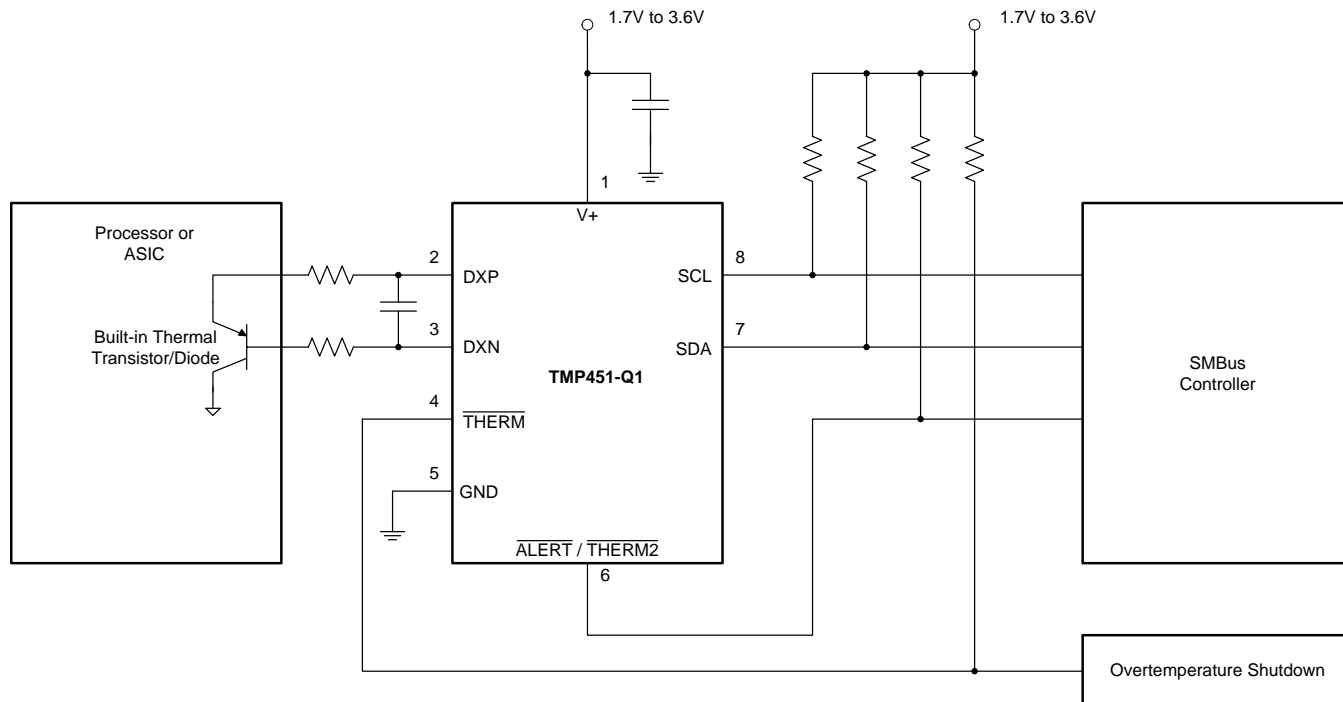 1.7V to 3.6V
1.7V to 3.6V
1
V+
Processor or
ASIC
Built-in Thermal
Transistor/Diode
2
DXP
3
DXN
TMP451-Q1
4
THERM
5
GND
ALERT / THERM2
6
8
SCL
7
SDA
SMBus
Controller
Overtemperature Shutdown